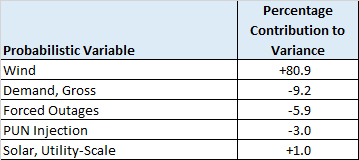 Probabilistic Variable Percentage Contribution to Variance
Wind +80.9
Demand, Gross -9.2
Forced Outages -5.9
PUN Injection -3.0
Solar, Utility-Scale +1.0